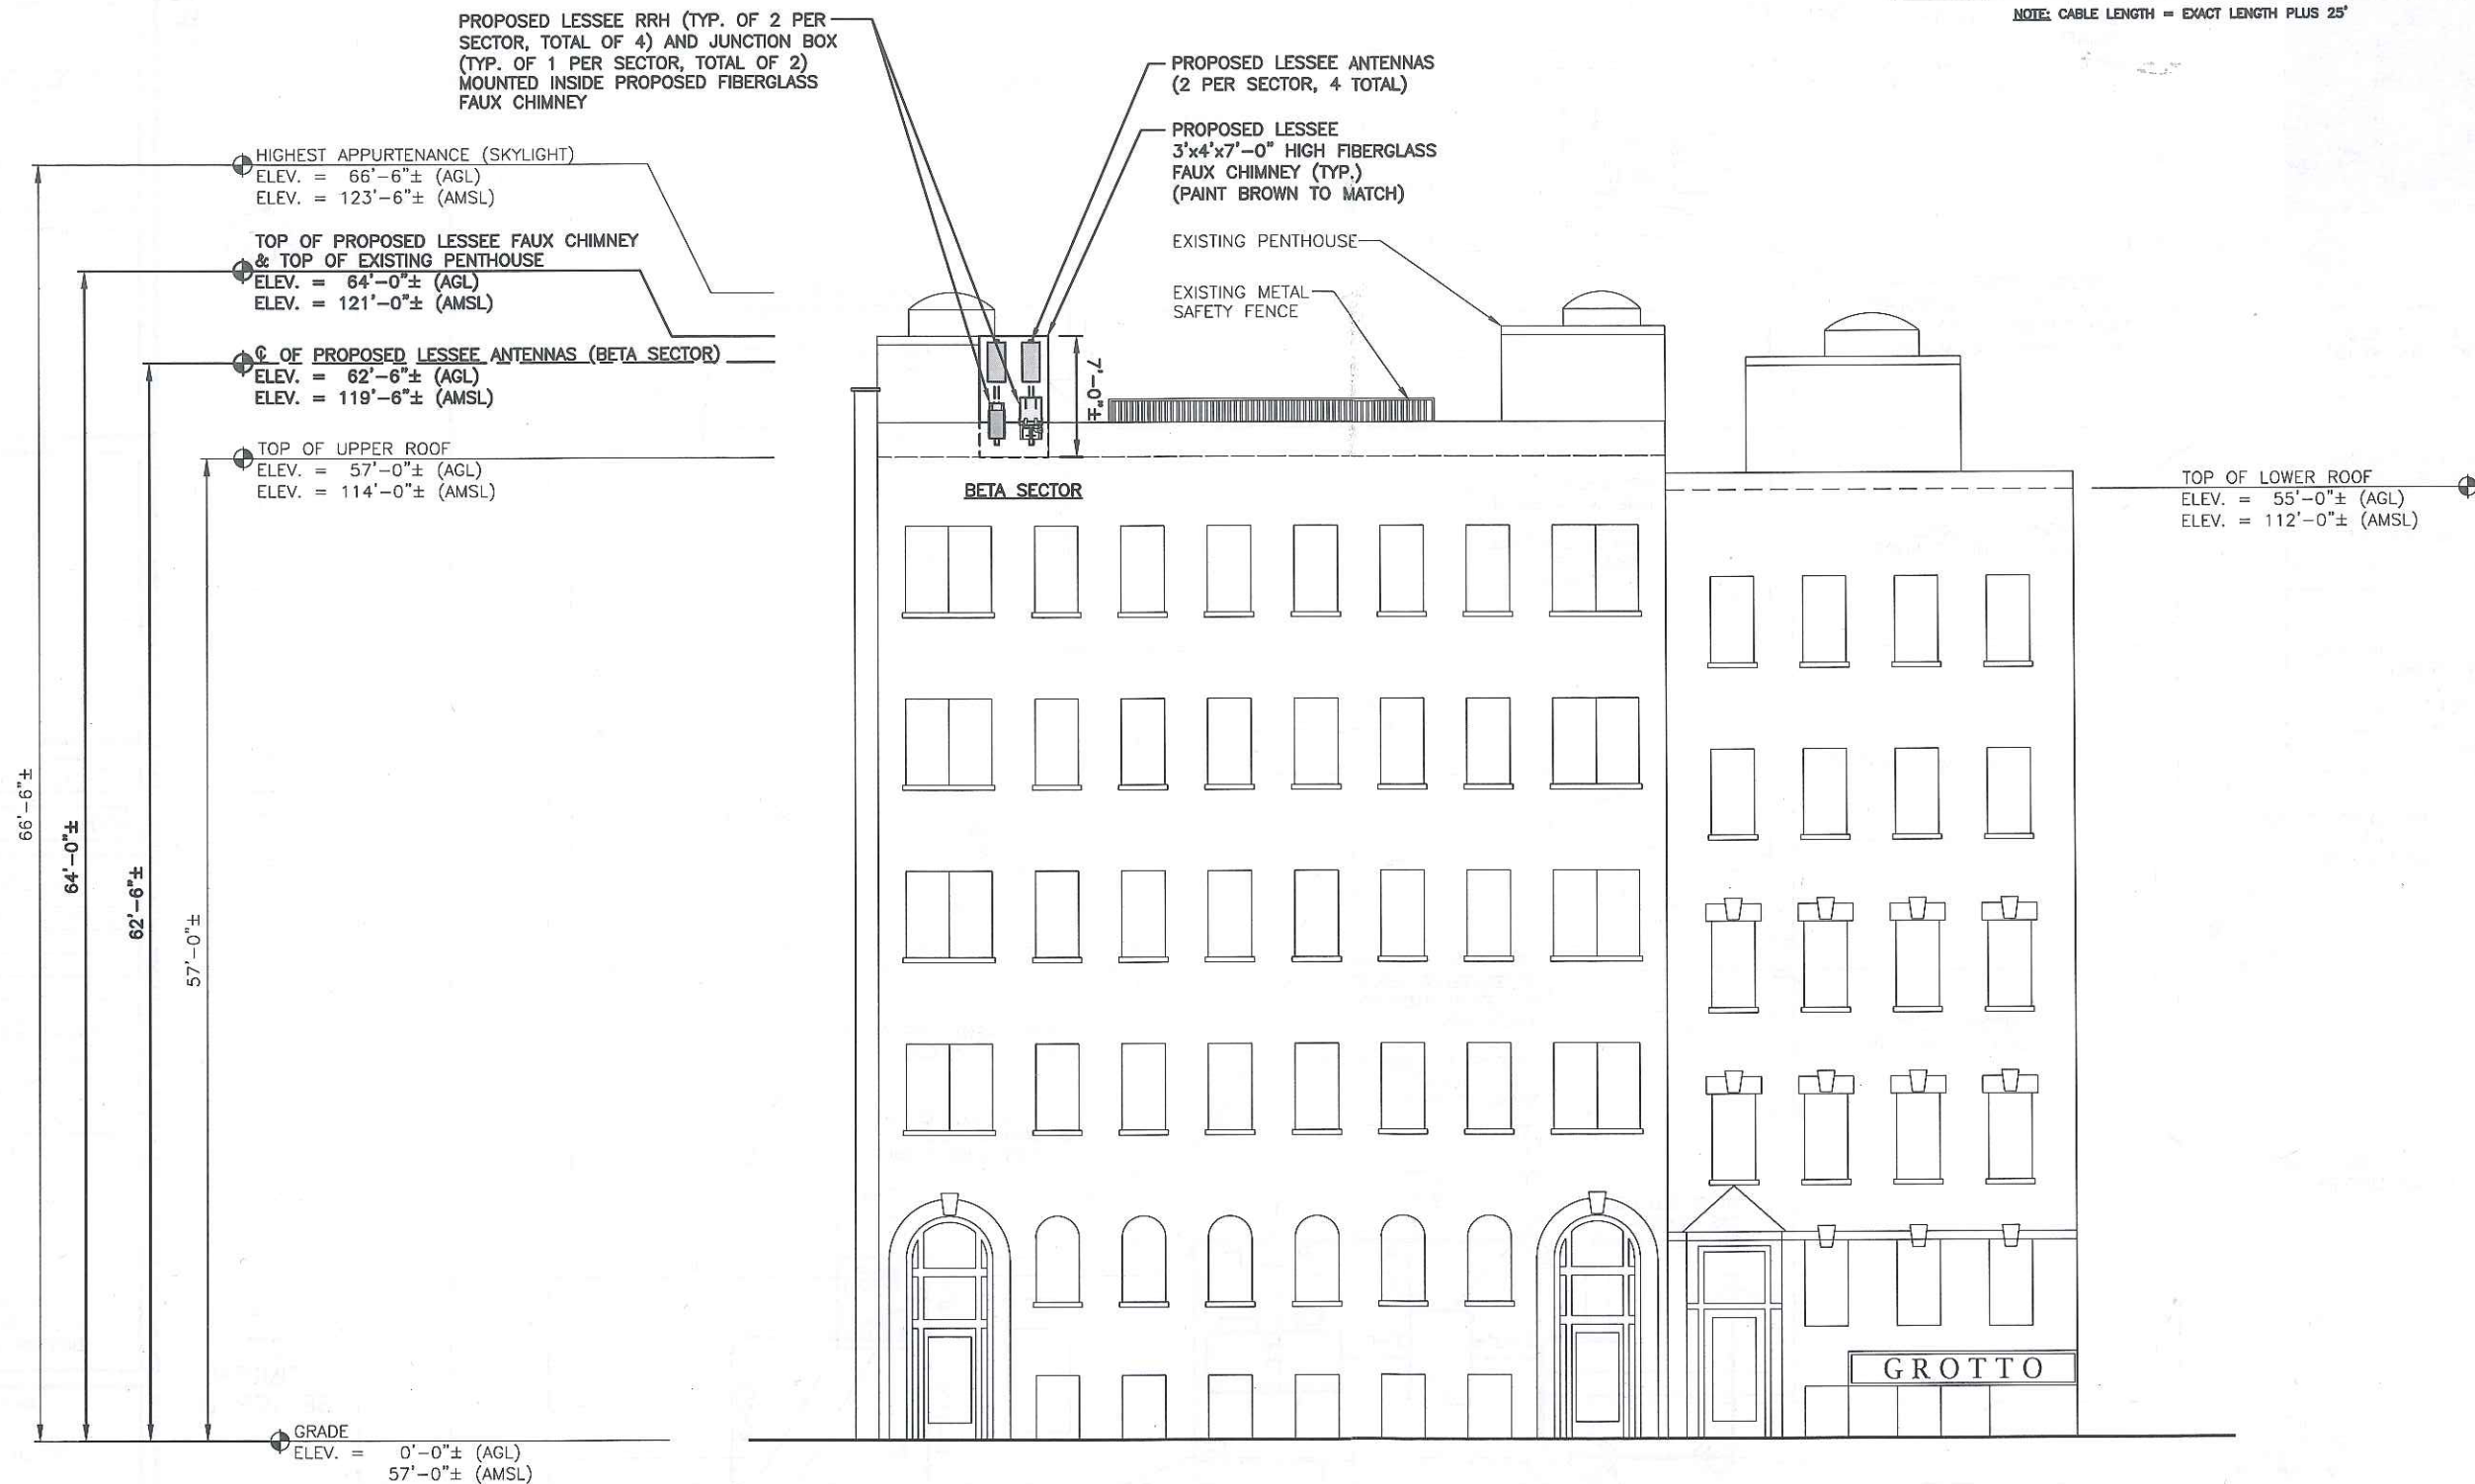 NOTE: CABLE LENGTH = EXACT LENGTH PLUS 25'
PROPOSED LESSEE RRH (TYP. OF 2 PER
SECTOR, TOTAL OF 4) AND JUNCTION BOX
(TYP. OF 1 PER SECTOR, TOTAL OF 2)
MOUNTED INSIDE PROPOSED FIBERGLASS
FAUX CHIMNEY
PROPOSED LESSEE ANTENNAS
(2 PER SECTOR, 4 TOTAL)
PROPOSED LESSEE
3'x4'x7'-0" HIGH FIBERGLASS
FAUX CHIMNEY (TYP.)
(PAINT BROWN TO MATCH)
EXISTING PENTHOUSE
EXISTING METAL
SAFETY FENCE
HIGHEST APPURTENANCE (SKYLIGHT)
ELEV. = 66'-6"± (AGL)
ELEV. = 123'-6"± (AMSL)
TOP OF PROPOSED LESSEE FAUX CHIMNEY
& TOP OF EXISTING PENTHOUSE
ELEV. = 64'-0"± (AGL)
ELEV. = 121'-0"± (AMSL)
℄ OF PROPOSED LESSEE ANTENNAS (BETA SECTOR)
ELEV. = 62'-6"± (AGL)
ELEV. = 119'-6"± (AMSL)
TOP OF UPPER ROOF
ELEV. = 57'-0"± (AGL)
ELEV. = 114'-0"± (AMSL)
7'-0"±
BETA SECTOR
TOP OF LOWER ROOF
ELEV. = 55'-0"± (AGL)
ELEV. = 112'-0"± (AMSL)
66'-6"±
64'-0"±
62'-6"±
57'-0"±
GROTTO
GRADE
ELEV. = 0'-0"± (AGL)
57'-0"± (AMSL)